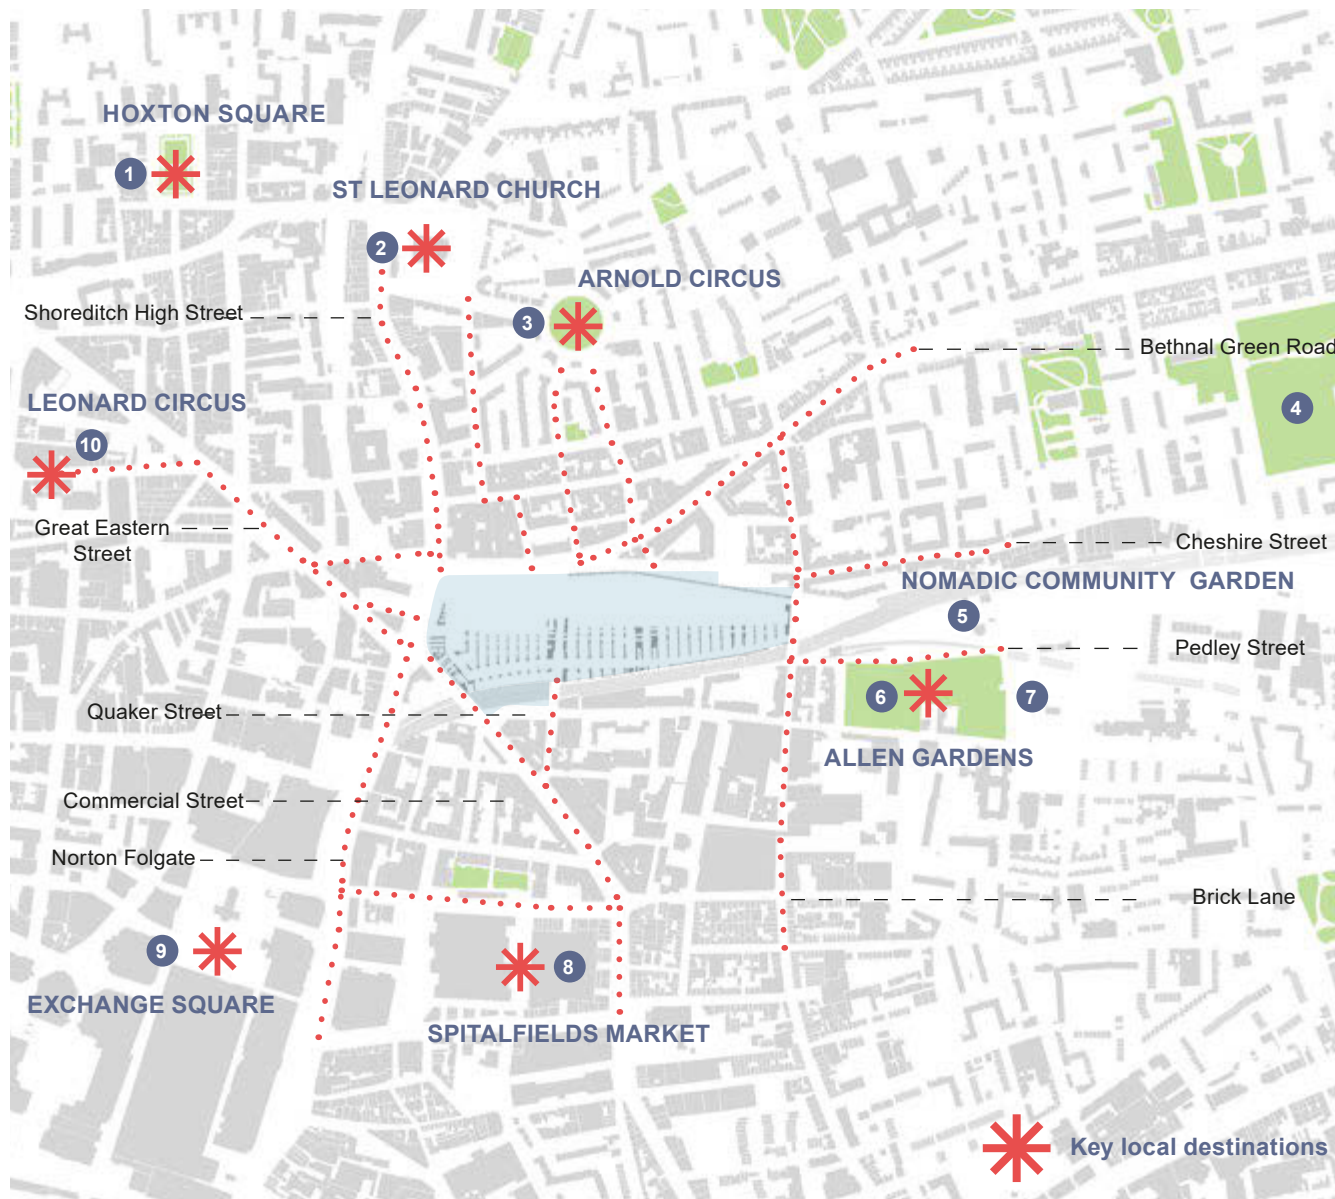 HOXTON SQUARE
1
ST LEONARD CHURCH
2
ARNOLD CIRCUS
3
Shoreditch High Street
Bethnal Green Road
LEONARD CIRCUS
4
10
Great Eastern
Street
Cheshire Street
NOMADIC COMMUNITY GARDEN
5
Pedley Street
6
7
Quaker Street
ALLEN GARDENS
Commercial Street
Norton Folgate
Brick Lane
9
8
EXCHANGE SQUARE
SPITALFIELDS MARKET
Key local destinations